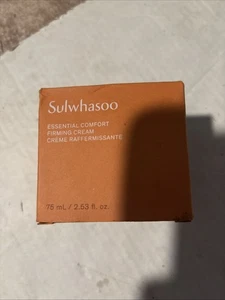 Sulwhasoo
ESSENTIAL COMFORT
FIRMING CREAM
CRÈME RAFFERMISSANTE
75 mL / 2.53 fl. oz.